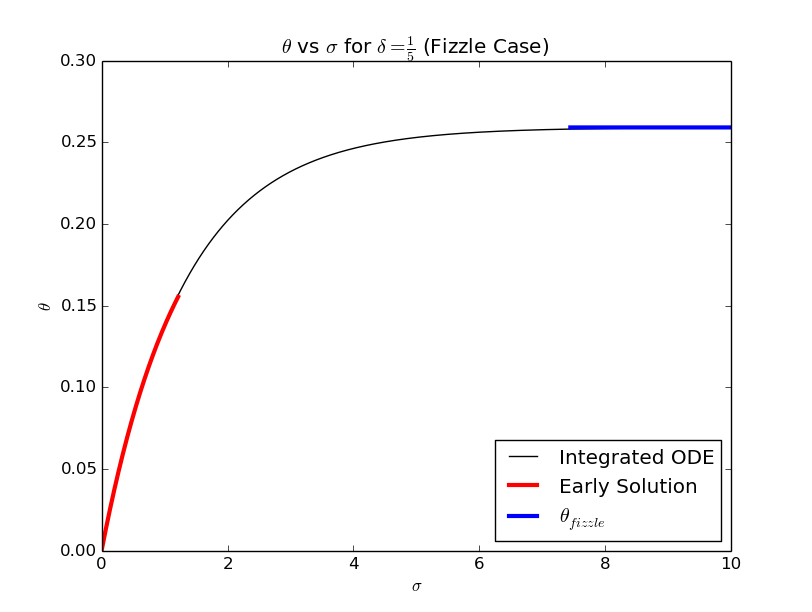 θ vs σ for δ = 1/5 (Fizzle Case)
0.30
0.25
0.20
0.15
0.10
0.05
0.00
θ
0 2 4 6 8 10
σ
Integrated ODE
Early Solution
θ_fizzle